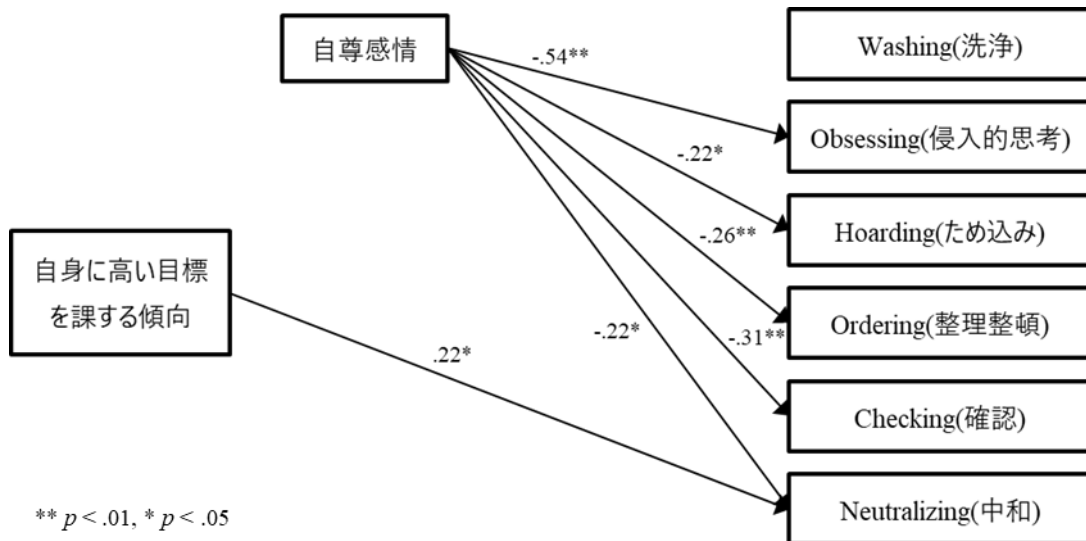 自尊感情
Washing(洗浄)
-.54**
Obsessing(侵入的思考)
-.22*
Hoarding(ため込み)
-.26**
自身に高い目標
を課する傾向
Ordering(整理整頓)
-.22*
-.31**
.22*
Checking(確認)
Neutralizing(中和)
** p < .01, * p < .05